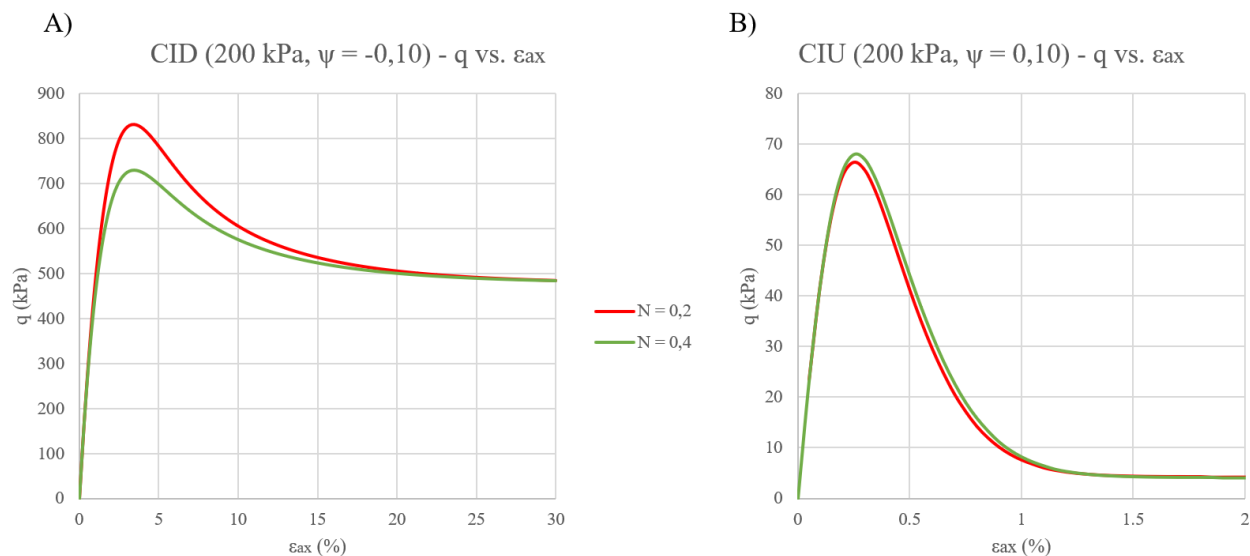 A)
CID (200 kPa, ψ = -0,10) - q vs. εax
q (kPa)
900
800
700
600
500
400
300
200
100
0
0 5 10 15 20 25 30
εax (%)
N = 0,2
N = 0,4
B)
CIU (200 kPa, ψ = 0,10) - q vs. εax
q (kPa)
80
70
60
50
40
30
20
10
0
0 0.5 1 1.5 2
εax (%)